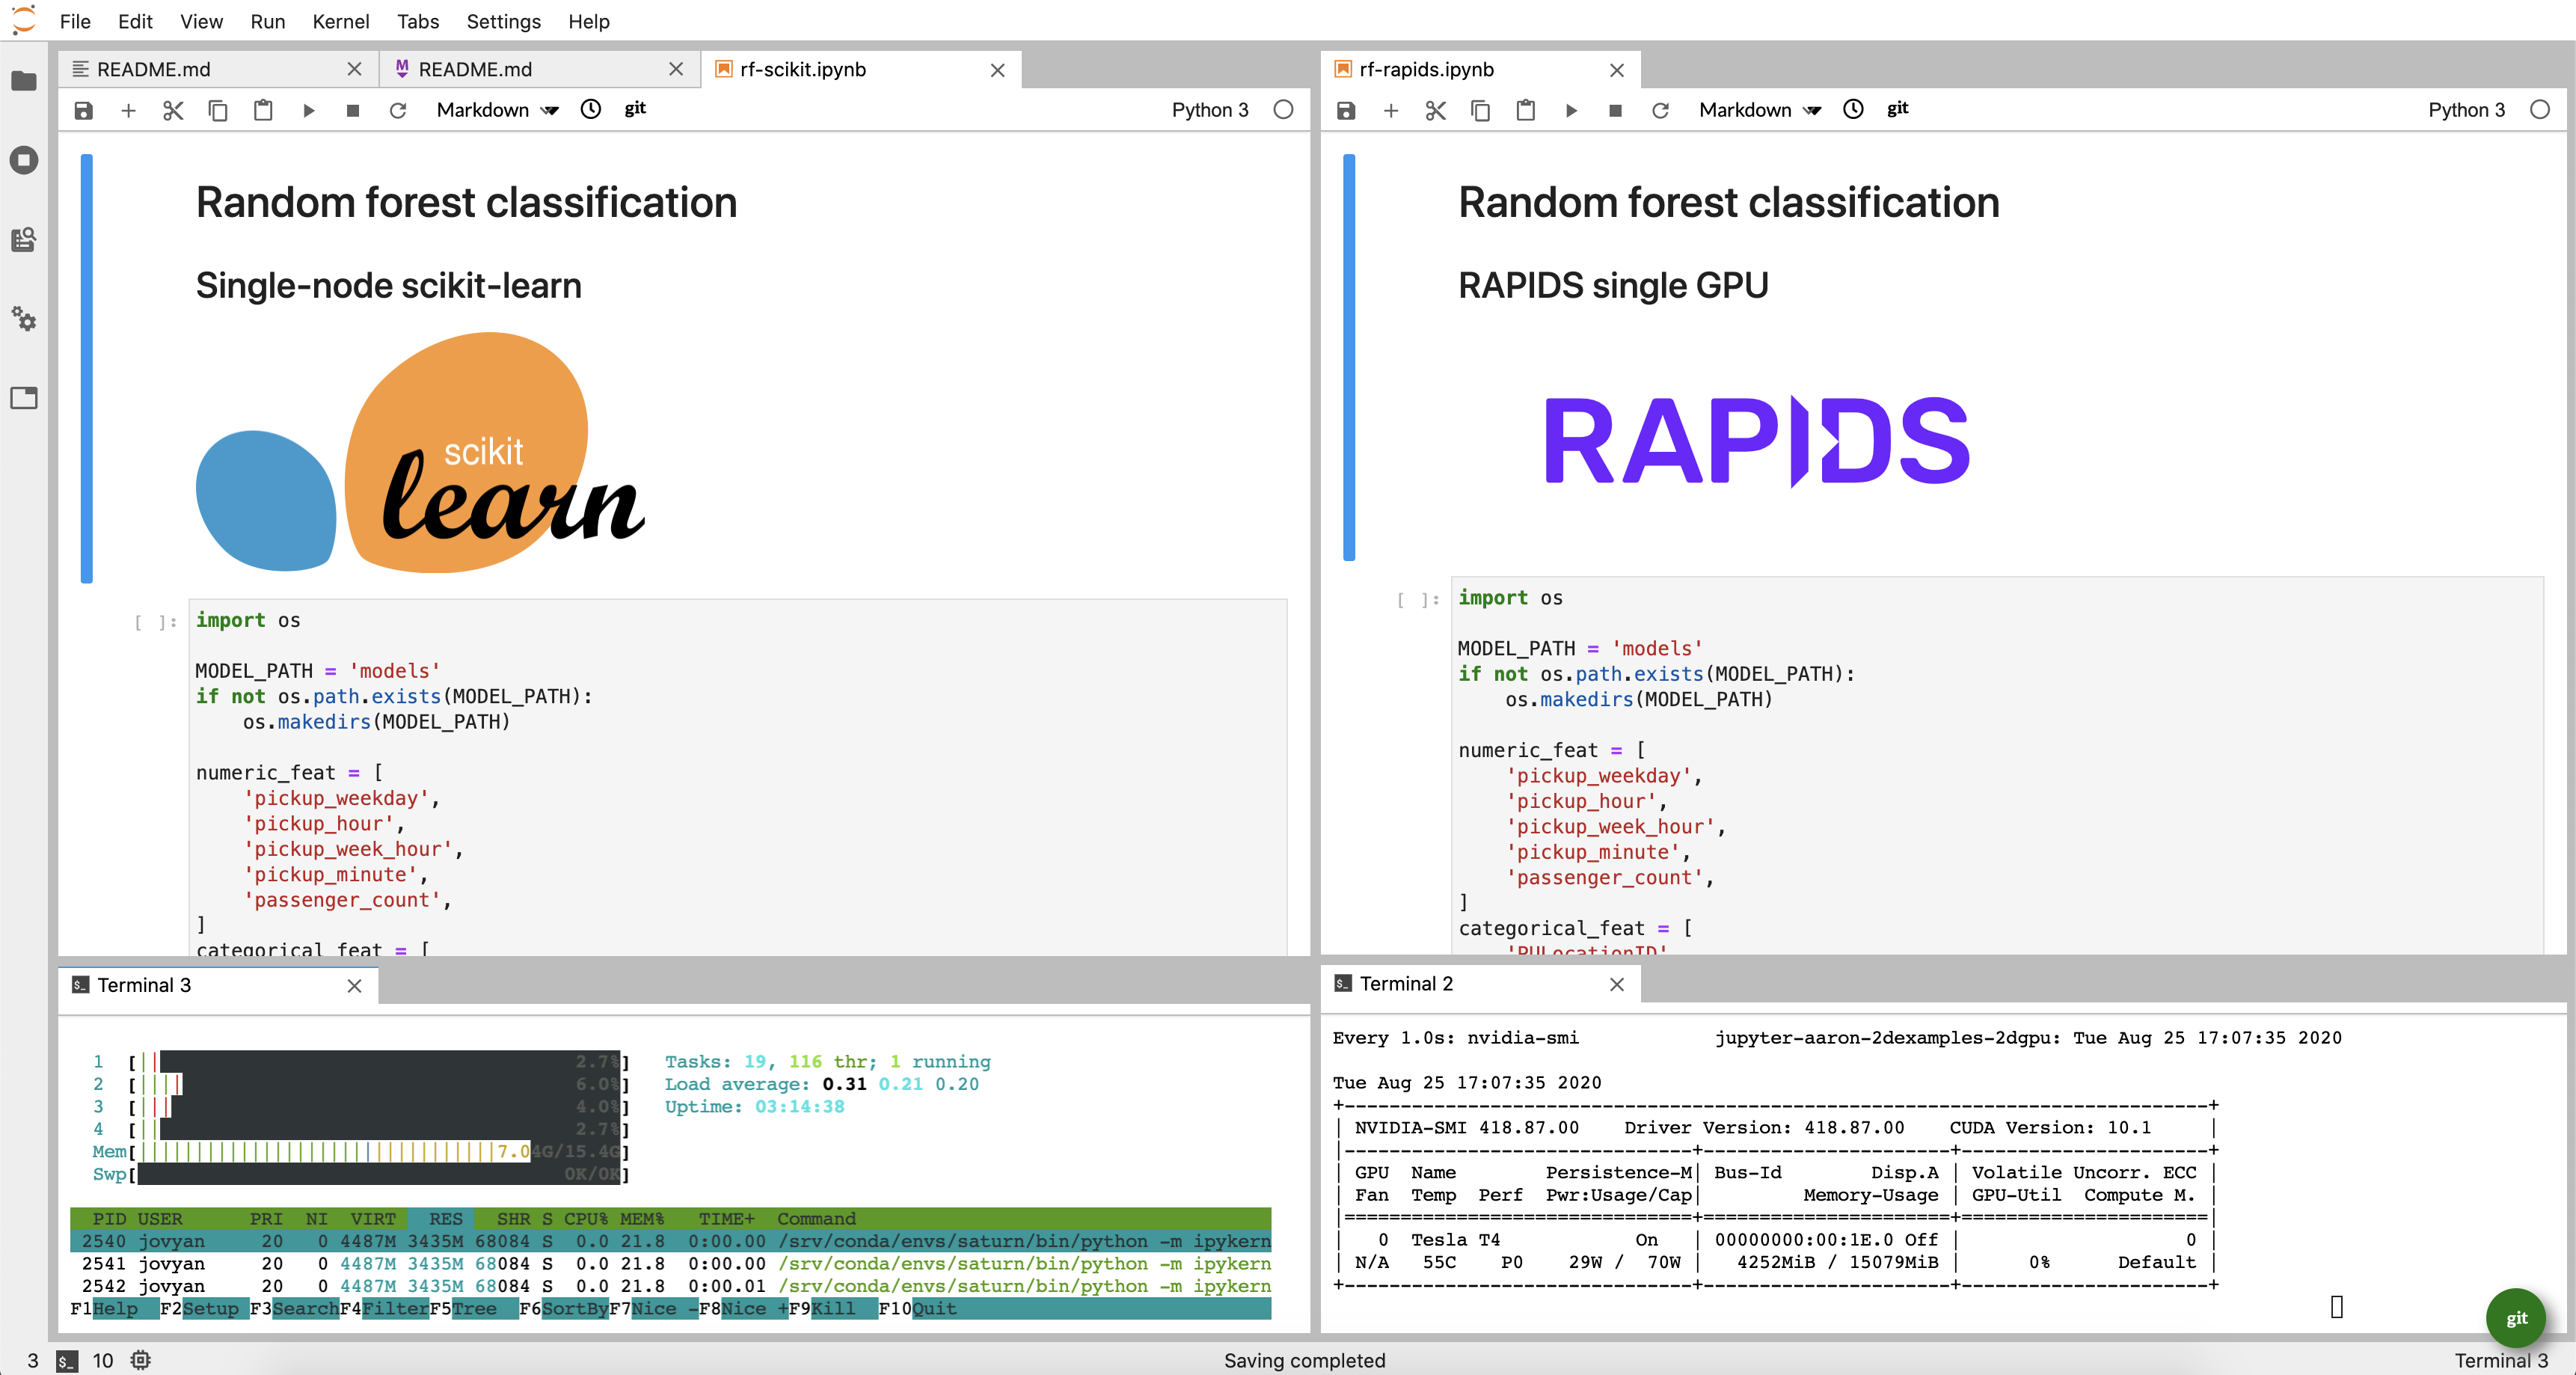 File Edit View Run Kernel Tabs Settings Help
README.md README.md rf-scikit.ipynb
Markdown git Python 3
Random forest classification
Single-node scikit-learn
scikit
learn
[ ]: import os
MODEL_PATH = 'models'
if not os.path.exists(MODEL_PATH):
    os.makedirs(MODEL_PATH)
numeric_feat = [
    'pickup_weekday',
    'pickup_hour',
    'pickup_week_hour',
    'pickup_minute',
    'passenger_count',
]
categorical_feat = [
rf-rapids.ipynb
Markdown git Python 3
Random forest classification
RAPIDS single GPU
RAPIDS
[ ]: import os
MODEL_PATH = 'models'
if not os.path.exists(MODEL_PATH):
    os.makedirs(MODEL_PATH)
numeric_feat = [
    'pickup_weekday',
    'pickup_hour',
    'pickup_week_hour',
    'pickup_minute',
    'passenger_count',
]
categorical_feat = [
    'PULocationID'
Terminal 3
1 [|| 2.7%] Tasks: 19, 116 thr; 1 running
2 [|||| 6.0%] Load average: 0.31 0.21 0.20
3 [||| 4.0%] Uptime: 03:14:38
4 [|| 2.7%]
Mem[||||||||||||||||||||||||||||||||7.04G/15.4G]
Swp[ 0K/0K]
PID USER PRI NI VIRT RES SHR S CPU% MEM% TIME+ Command
2540 jovyan 20 0 4487M 3435M 68084 S 0.0 21.8 0:00.00 /srv/conda/envs/saturn/bin/python -m ipykern
2541 jovyan 20 0 4487M 3435M 68084 S 0.0 21.8 0:00.00 /srv/conda/envs/saturn/bin/python -m ipykern
2542 jovyan 20 0 4487M 3435M 68084 S 0.0 21.8 0:00.01 /srv/conda/envs/saturn/bin/python -m ipykern
F1Help F2Setup F3SearchF4FilterF5Tree F6SortByF7Nice -F8Nice +F9Kill F10Quit
Terminal 2
Every 1.0s: nvidia-smi jupyter-aaron-2dexamples-2dgpu: Tue Aug 25 17:07:35 2020
Tue Aug 25 17:07:35 2020
+-----------------------------------------------------------------------------+
| NVIDIA-SMI 418.87.00    Driver Version: 418.87.00    CUDA Version: 10.1     |
|-------------------------------+----------------------+----------------------+
| GPU  Name        Persistence-M| Bus-Id        Disp.A | Volatile Uncorr. ECC |
| Fan  Temp  Perf  Pwr:Usage/Cap|         Memory-Usage | GPU-Util  Compute M. |
|===============================+======================+======================|
|   0  Tesla T4            On   | 00000000:00:1E.0 Off |                    0 |
| N/A   55C    P0    29W /  70W |   4252MiB / 15079MiB |      0%      Default |
+-------------------------------+----------------------+----------------------+
git
3 $_ 10 Saving completed Terminal 3